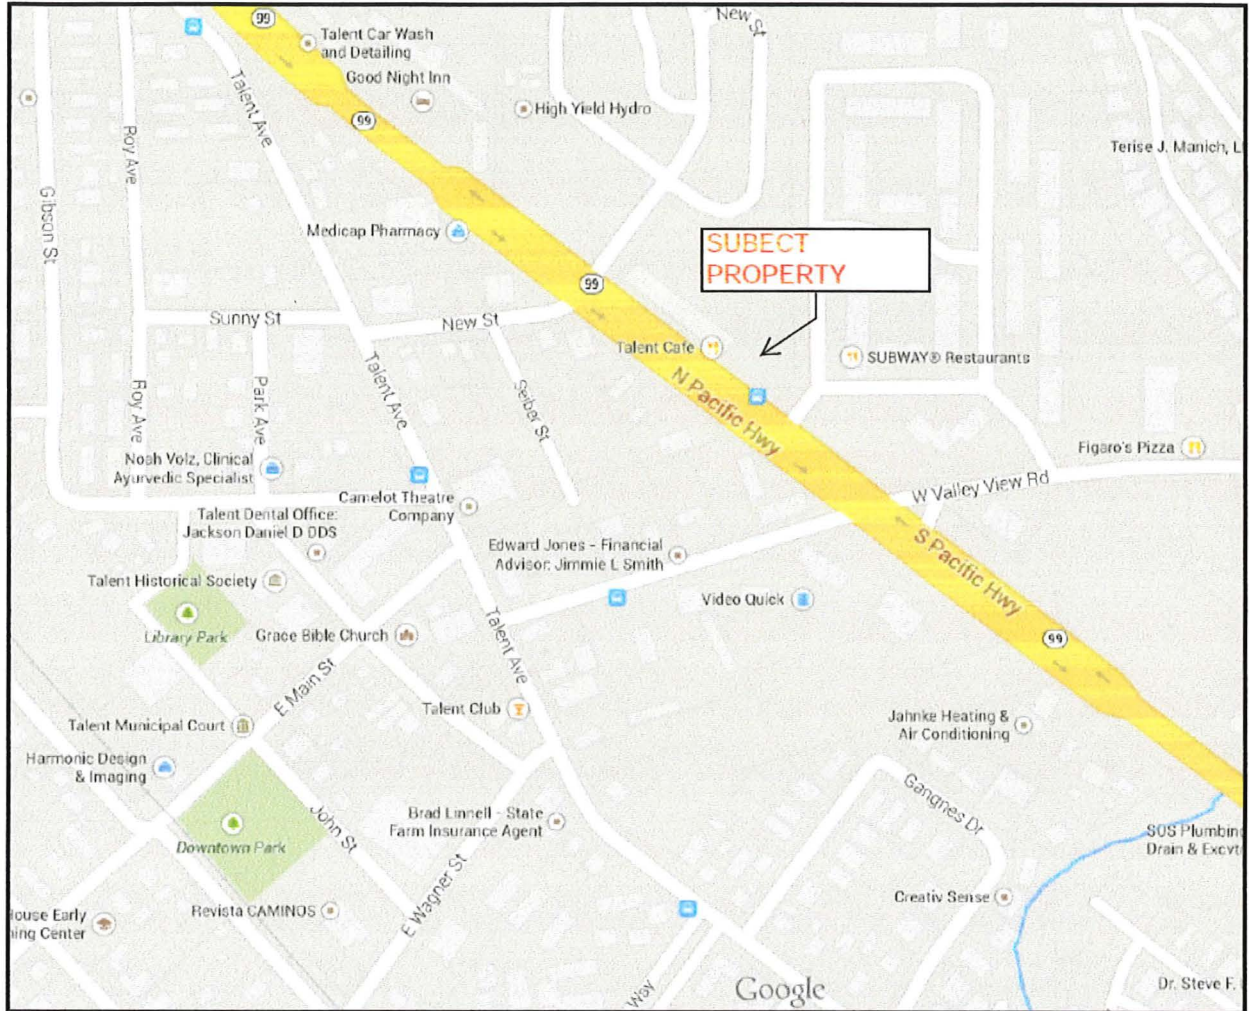 99
Talent Car Wash
and Detailing
Good Night Inn
99
High Yield Hydro
New St
Talent Ave
Roy Ave
Gibson St
Terise J. Manich, L
Medicap Pharmacy
SUBECT
PROPERTY
99
Sunny St
New St
Talent Cafe
SUBWAY® Restaurants
Talent Ave
Park Ave
Roy Ave
Seiber St
N Pacific Hwy
Noah Volz, Clinical
Ayurvedic Specialist
Figaro's Pizza
W Valley View Rd
Camelot Theatre
Company
Talent Dental Office:
Jackson Daniel D DDS
Edward Jones - Financial
Advisor: Jimmie L Smith
S Pacific Hwy
Talent Historical Society
Video Quick
Library Park
Grace Bible Church
Talent Ave
99
E Main St
Talent Club
Talent Municipal Court
Jahnke Heating &
Air Conditioning
Harmonic Design
& Imaging
Gangnes Dr
Brad Linnell - State
Farm Insurance Agent
John St
Downtown Park
SOS Plumbing
Drain & Excvti
E Wagner St
Creativ Sense
Revista CAMINOS
House Early
ning Center
Way
Google
Dr. Steve F.